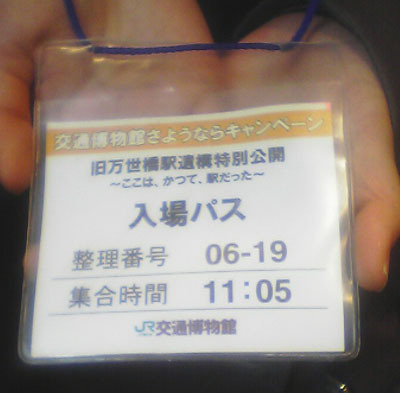 交通博物館さようならキャンペーン
旧万世橋駅遺構特別公開
～ここは、かつて、駅だった～
入場パス
整理番号 06-19
集合時間 11:05
JR交通博物館